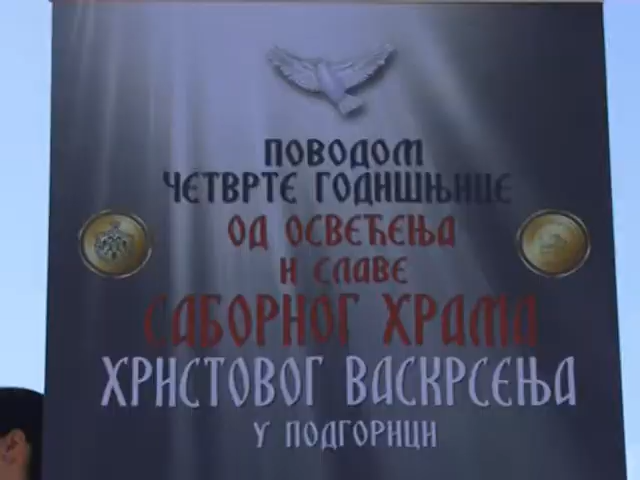 ПОВОДОМ
ЧЕТВРТЕ ГОДИШЊИЦЕ
ОД ОСВЕЋЕЊА
И СЛАВЕ
САБОРНОГ ХРАМА
ХРИСТОВОГ ВАСКРСЕЊА
У ПОДГОРИЦИ